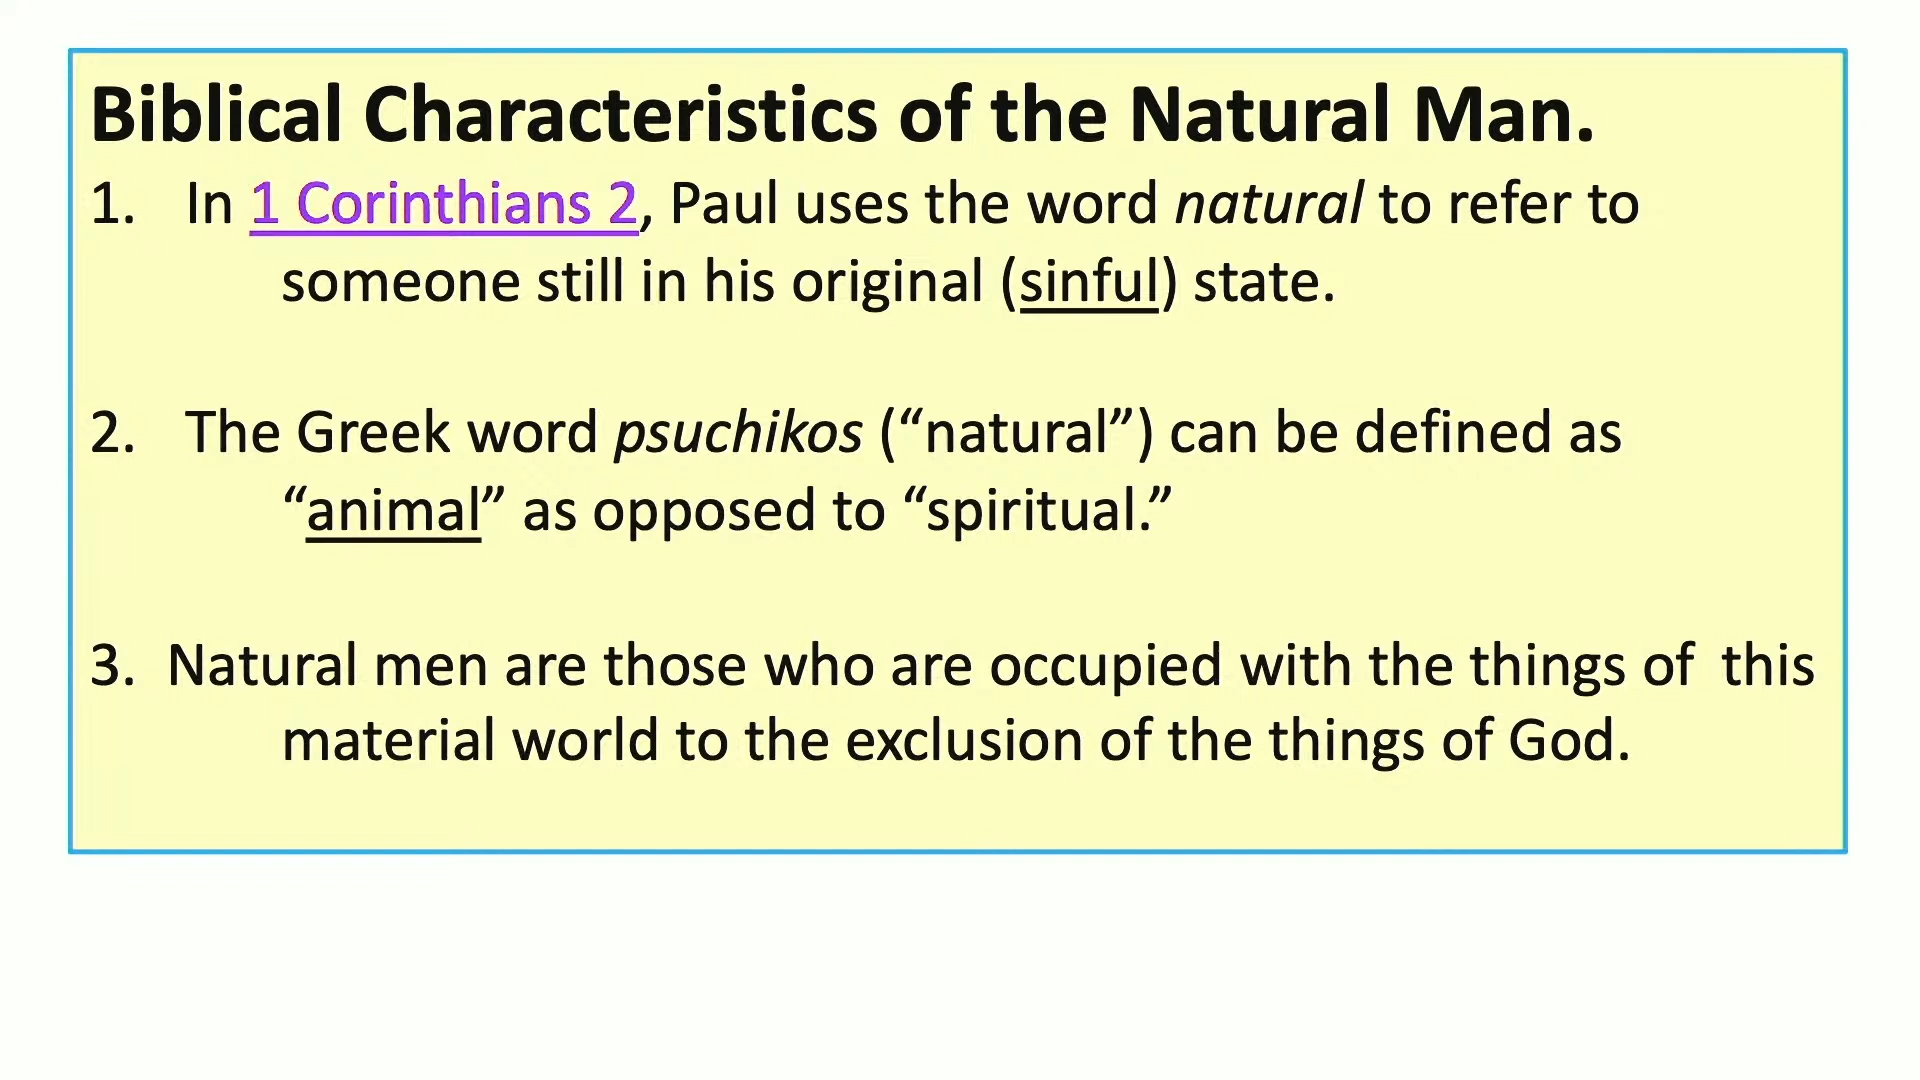 Biblical Characteristics of the Natural Man.
1. In 1 Corinthians 2, Paul uses the word natural to refer to
someone still in his original (sinful) state.
2. The Greek word psuchikos (“natural”) can be defined as
“animal” as opposed to “spiritual.”
3. Natural men are those who are occupied with the things of this
material world to the exclusion of the things of God.